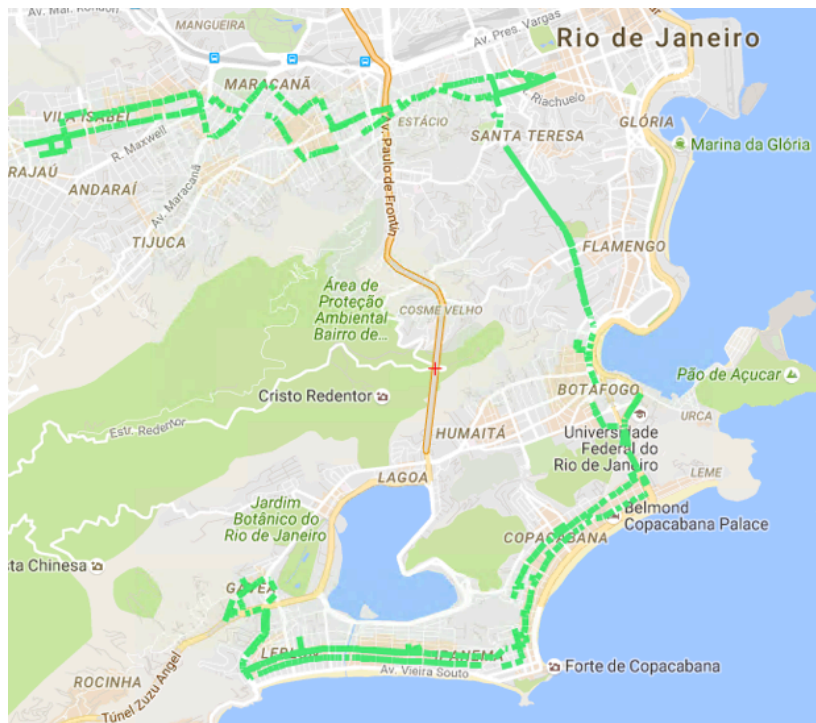 Av. Pres. Vargas
Rio de Janeiro
MANGUEIRA
MARACANÃ
VILA ISABEL
Riachuelo
ESTÁCIO
SANTA TERESA
GLÓRIA
Marina da Glória
R. Maxwell
RAJAÚ
ANDARAÍ
Av. Maracanã
Av. Paulo de Frontin
TIJUCA
FLAMENGO
Área de
Proteção
Ambiental
Bairro de...
COSME VELHO
Pão de Açucar
Cristo Redentor
BOTAFOGO
URCA
Estr. Redentor
HUMAITÁ
Universidade
Federal do
Rio de Janeiro
LAGOA
LEME
Jardim
Botânico do
Rio de Janeiro
Belmond
Copacabana Palace
COPACABANA
ta Chinesa
GÁVEA
LEBLON
IPANEMA
Forte de Copacabana
Av. Vieira Souto
ROCINHA
Túnel Zuzu Angel